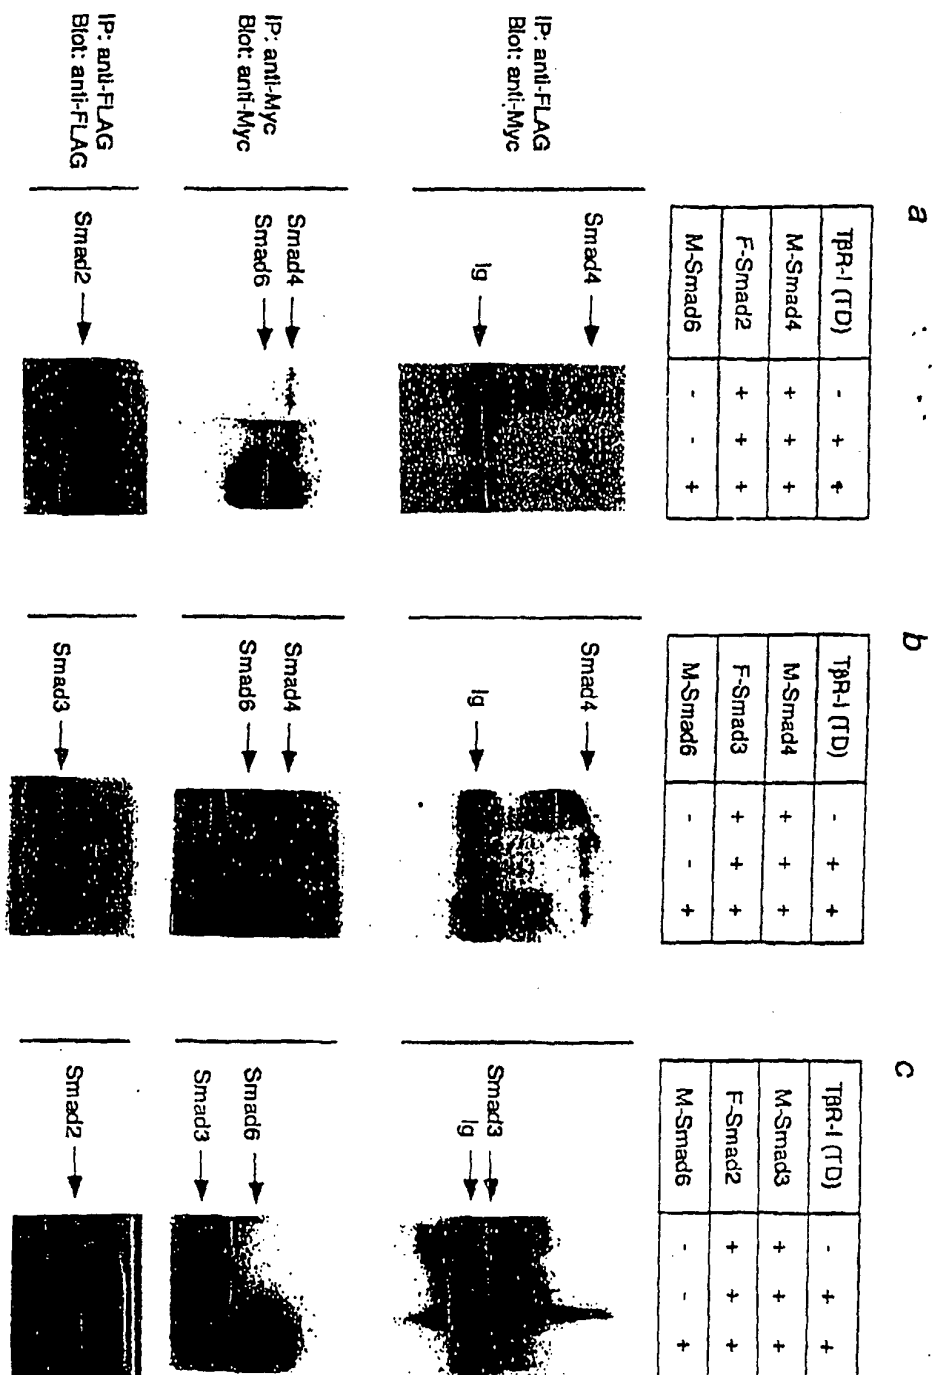 a
TβR-I (TD) - + +
M-Smad4 + + +
F-Smad2 + + +
M-Smad6 - - +
IP: anti-FLAG
Blot: anti-Myc
Smad4
Ig
IP: anti-Myc
Blot: anti-Myc
Smad4
Smad6
IP: anti-FLAG
Blot: anti-FLAG
Smad2
b
TβR-I (TD) - + +
M-Smad4 + + +
F-Smad3 + + +
M-Smad6 - - +
Smad4
Ig
Smad4
Smad6
Smad3
c
TβR-I (TD) - + +
M-Smad3 + + +
F-Smad2 + + +
M-Smad6 - - +
Smad3
Ig
Smad6
Smad3
Smad2